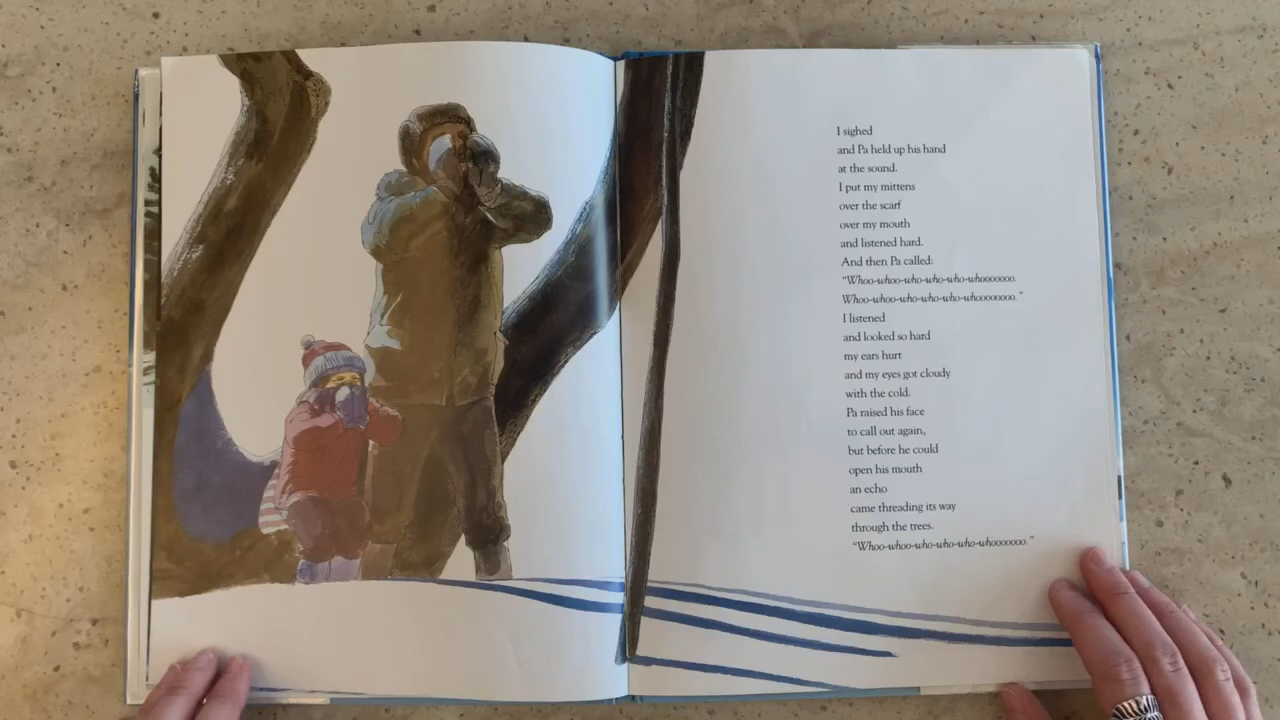 I sighed
and Pa held up his hand
at the sound.
I put my mittens
over the scarf
over my mouth
and listened hard.
And then Pa called:
“Whoo-whoo-who-who-who-whooooooo.
Whoo-whoo-who-who-who-whoooooooo.”
I listened
and looked so hard
my ears hurt
and my eyes got cloudy
with the cold.
Pa raised his face
to call out again,
but before he could
open his mouth
an echo
came threading its way
through the trees.
“Whoo-whoo-who-who-who-whooooooo.”